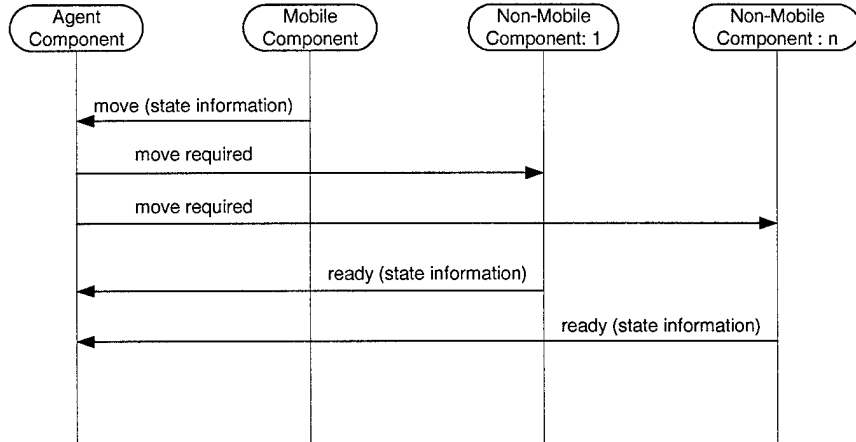 Agent
Component
Mobile
Component
Non-Mobile
Component: 1
Non-Mobile
Component : n
move (state information)
move required
move required
ready (state information)
ready (state information)